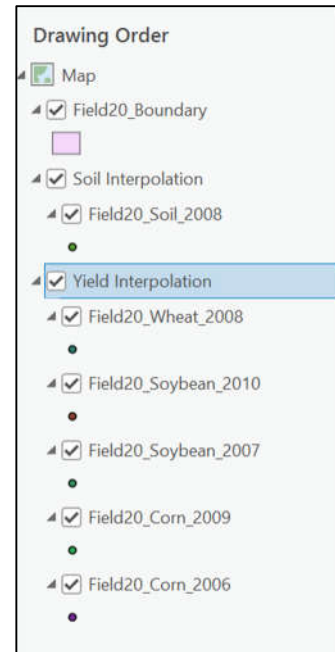 Drawing Order
Map
Field20_Boundary
Soil Interpolation
Field20_Soil_2008
Yield Interpolation
Field20_Wheat_2008
Field20_Soybean_2010
Field20_Soybean_2007
Field20_Corn_2009
Field20_Corn_2006